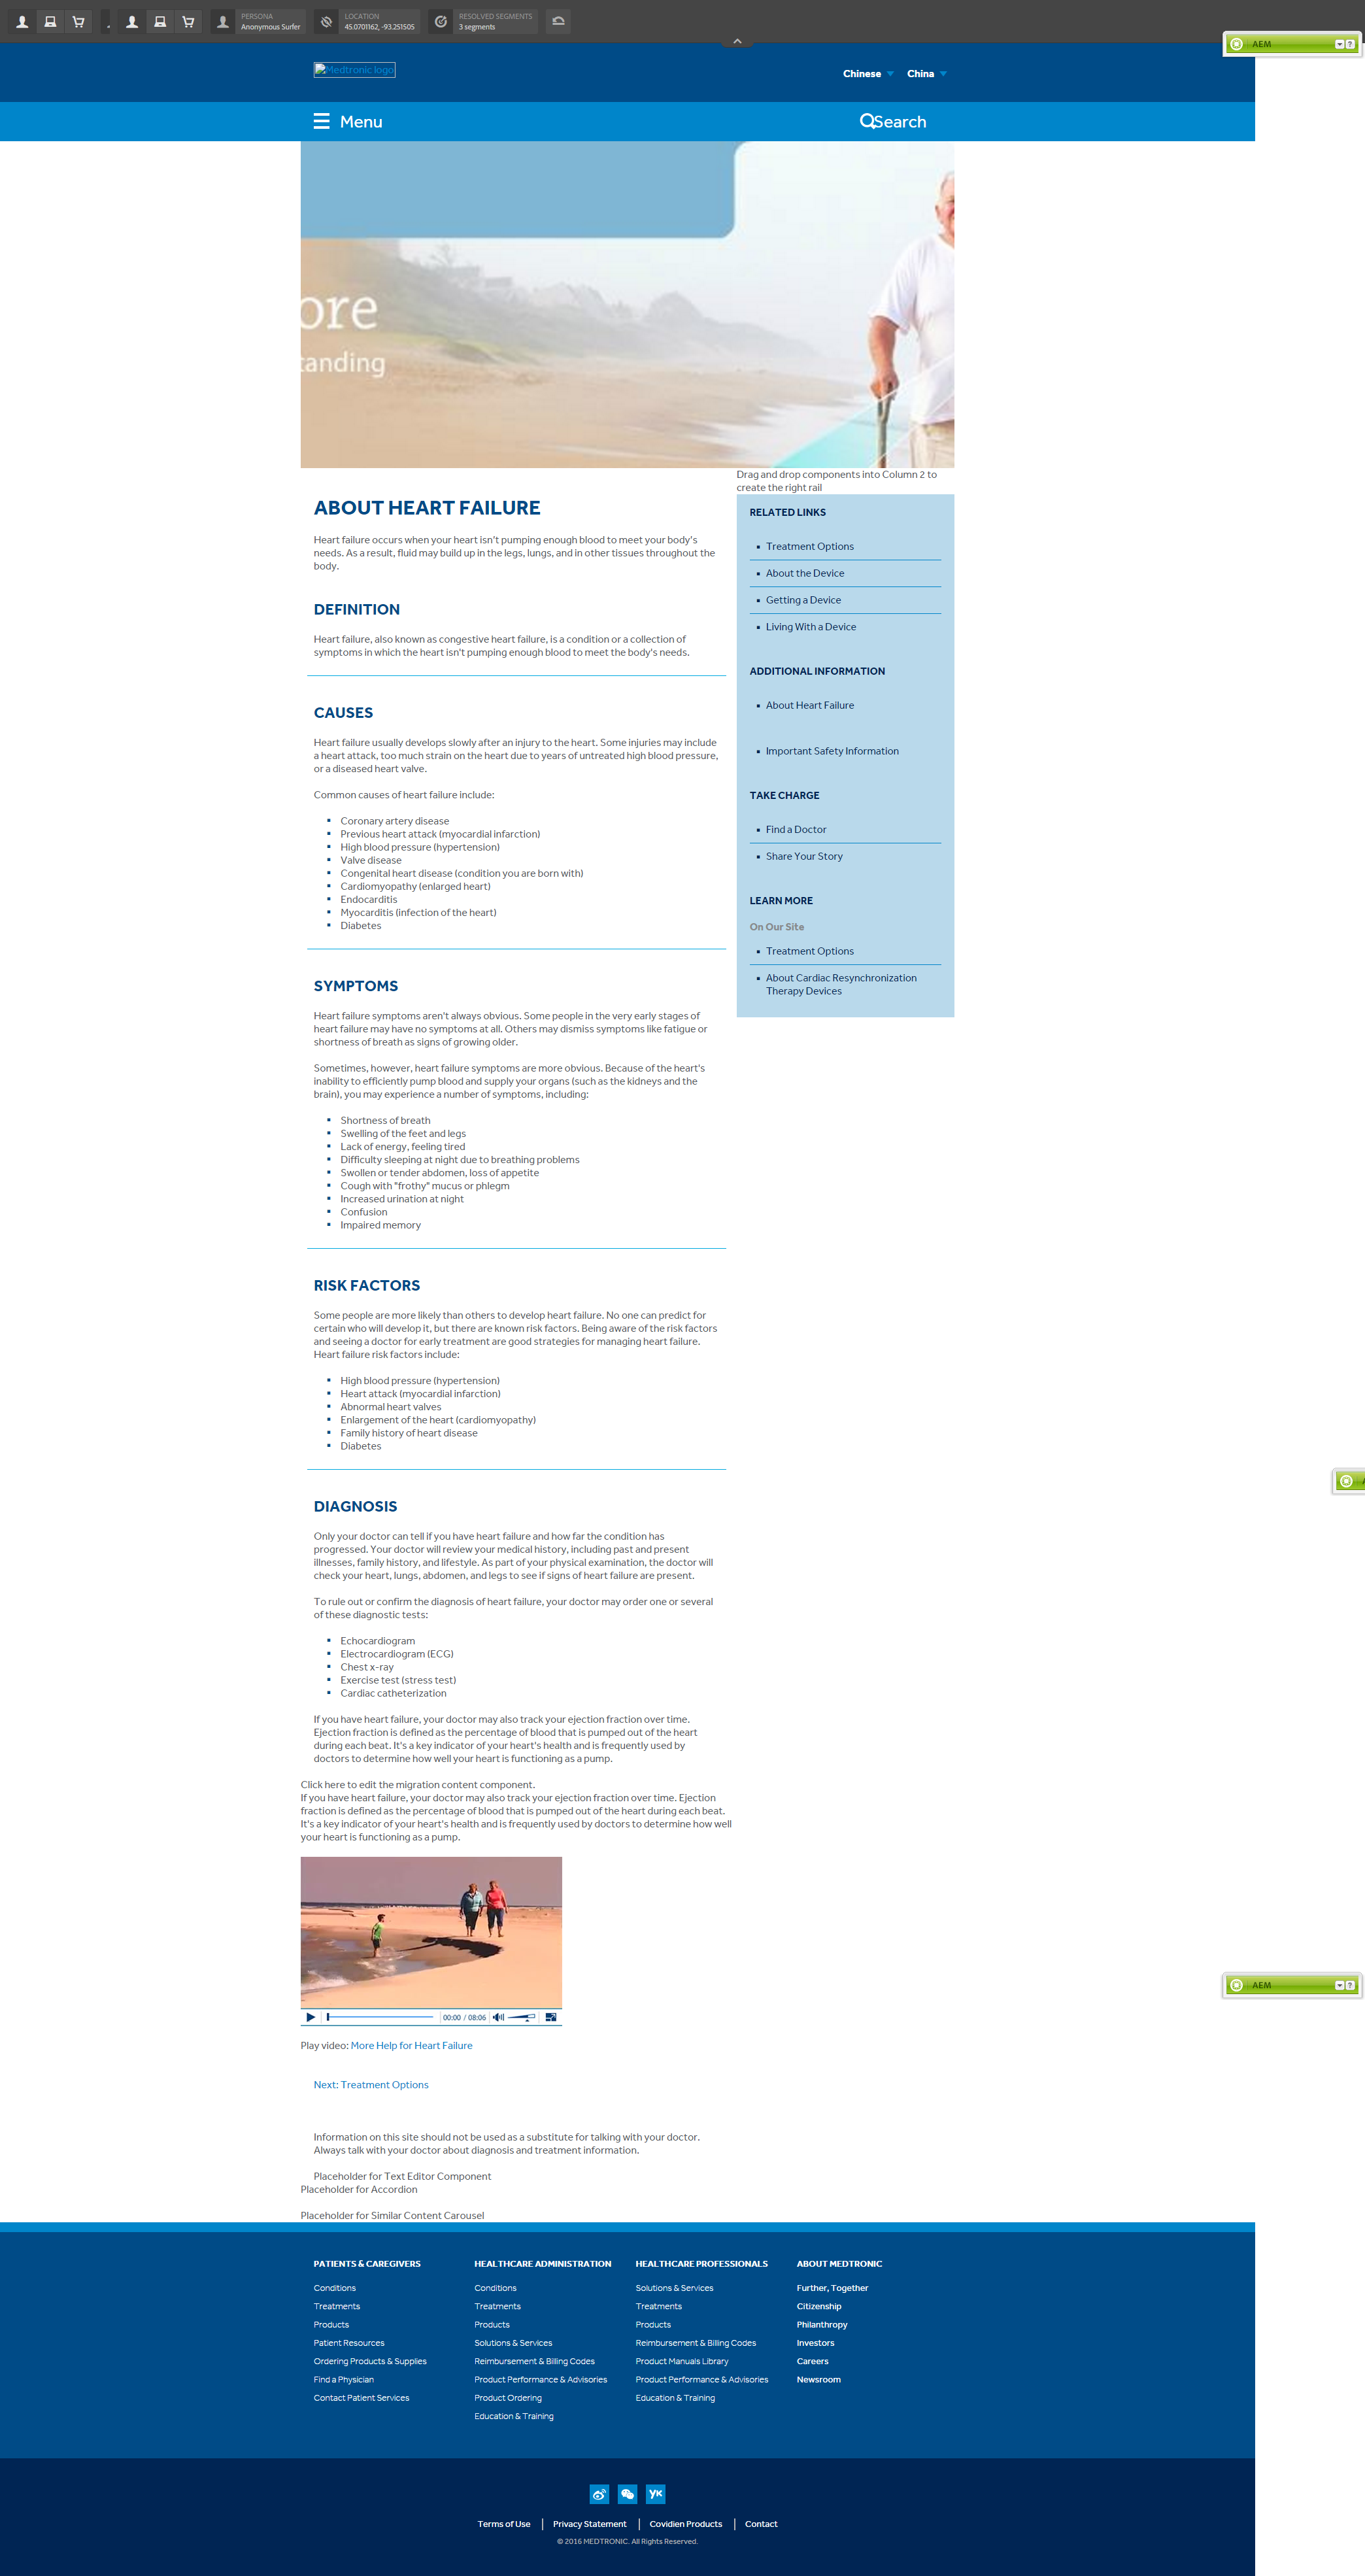 PERSONA
Anonymous Surfer
LOCATION
45.0701162, -93.251505
RESOLVED SEGMENTS
3 segments
AEM
Medtronic logo
Chinese
China
Menu
Search
ore
tanding
Drag and drop components into Column 2 to
create the right rail
ABOUT HEART FAILURE
Heart failure occurs when your heart isn't pumping enough blood to meet your body's
needs. As a result, fluid may build up in the legs, lungs, and in other tissues throughout the
body.
DEFINITION
Heart failure, also known as congestive heart failure, is a condition or a collection of
symptoms in which the heart isn't pumping enough blood to meet the body's needs.
CAUSES
Heart failure usually develops slowly after an injury to the heart. Some injuries may include
a heart attack, too much strain on the heart due to years of untreated high blood pressure,
or a diseased heart valve.
Common causes of heart failure include:
Coronary artery disease
Previous heart attack (myocardial infarction)
High blood pressure (hypertension)
Valve disease
Congenital heart disease (condition you are born with)
Cardiomyopathy (enlarged heart)
Endocarditis
Myocarditis (infection of the heart)
Diabetes
SYMPTOMS
Heart failure symptoms aren't always obvious. Some people in the very early stages of
heart failure may have no symptoms at all. Others may dismiss symptoms like fatigue or
shortness of breath as signs of growing older.
Sometimes, however, heart failure symptoms are more obvious. Because of the heart's
inability to efficiently pump blood and supply your organs (such as the kidneys and the
brain), you may experience a number of symptoms, including:
Shortness of breath
Swelling of the feet and legs
Lack of energy, feeling tired
Difficulty sleeping at night due to breathing problems
Swollen or tender abdomen, loss of appetite
Cough with "frothy" mucus or phlegm
Increased urination at night
Confusion
Impaired memory
RISK FACTORS
Some people are more likely than others to develop heart failure. No one can predict for
certain who will develop it, but there are known risk factors. Being aware of the risk factors
and seeing a doctor for early treatment are good strategies for managing heart failure.
Heart failure risk factors include:
High blood pressure (hypertension)
Heart attack (myocardial infarction)
Abnormal heart valves
Enlargement of the heart (cardiomyopathy)
Family history of heart disease
Diabetes
DIAGNOSIS
Only your doctor can tell if you have heart failure and how far the condition has
progressed. Your doctor will review your medical history, including past and present
illnesses, family history, and lifestyle. As part of your physical examination, the doctor will
check your heart, lungs, abdomen, and legs to see if signs of heart failure are present.
To rule out or confirm the diagnosis of heart failure, your doctor may order one or several
of these diagnostic tests:
Echocardiogram
Electrocardiogram (ECG)
Chest x-ray
Exercise test (stress test)
Cardiac catheterization
If you have heart failure, your doctor may also track your ejection fraction over time.
Ejection fraction is defined as the percentage of blood that is pumped out of the heart
during each beat. It's a key indicator of your heart's health and is frequently used by
doctors to determine how well your heart is functioning as a pump.
Click here to edit the migration content component.
If you have heart failure, your doctor may also track your ejection fraction over time. Ejection
fraction is defined as the percentage of blood that is pumped out of the heart during each beat.
It's a key indicator of your heart's health and is frequently used by doctors to determine how well
your heart is functioning as a pump.
00:00 / 08:06
Play video: More Help for Heart Failure
Next: Treatment Options
Information on this site should not be used as a substitute for talking with your doctor.
Always talk with your doctor about diagnosis and treatment information.
Placeholder for Text Editor Component
Placeholder for Accordion
Placeholder for Similar Content Carousel
RELATED LINKS
Treatment Options
About the Device
Getting a Device
Living With a Device
ADDITIONAL INFORMATION
About Heart Failure
Important Safety Information
TAKE CHARGE
Find a Doctor
Share Your Story
LEARN MORE
On Our Site
Treatment Options
About Cardiac Resynchronization
Therapy Devices
AEM
PATIENTS & CAREGIVERS
Conditions
Treatments
Products
Patient Resources
Ordering Products & Supplies
Find a Physician
Contact Patient Services
HEALTHCARE ADMINISTRATION
Conditions
Treatments
Products
Solutions & Services
Reimbursement & Billing Codes
Product Performance & Advisories
Product Ordering
Education & Training
HEALTHCARE PROFESSIONALS
Solutions & Services
Treatments
Products
Reimbursement & Billing Codes
Product Manuals Library
Product Performance & Advisories
Education & Training
ABOUT MEDTRONIC
Further, Together
Citizenship
Philanthropy
Investors
Careers
Newsroom
Terms of Use
Privacy Statement
Covidien Products
Contact
© 2016 MEDTRONIC. All Rights Reserved.